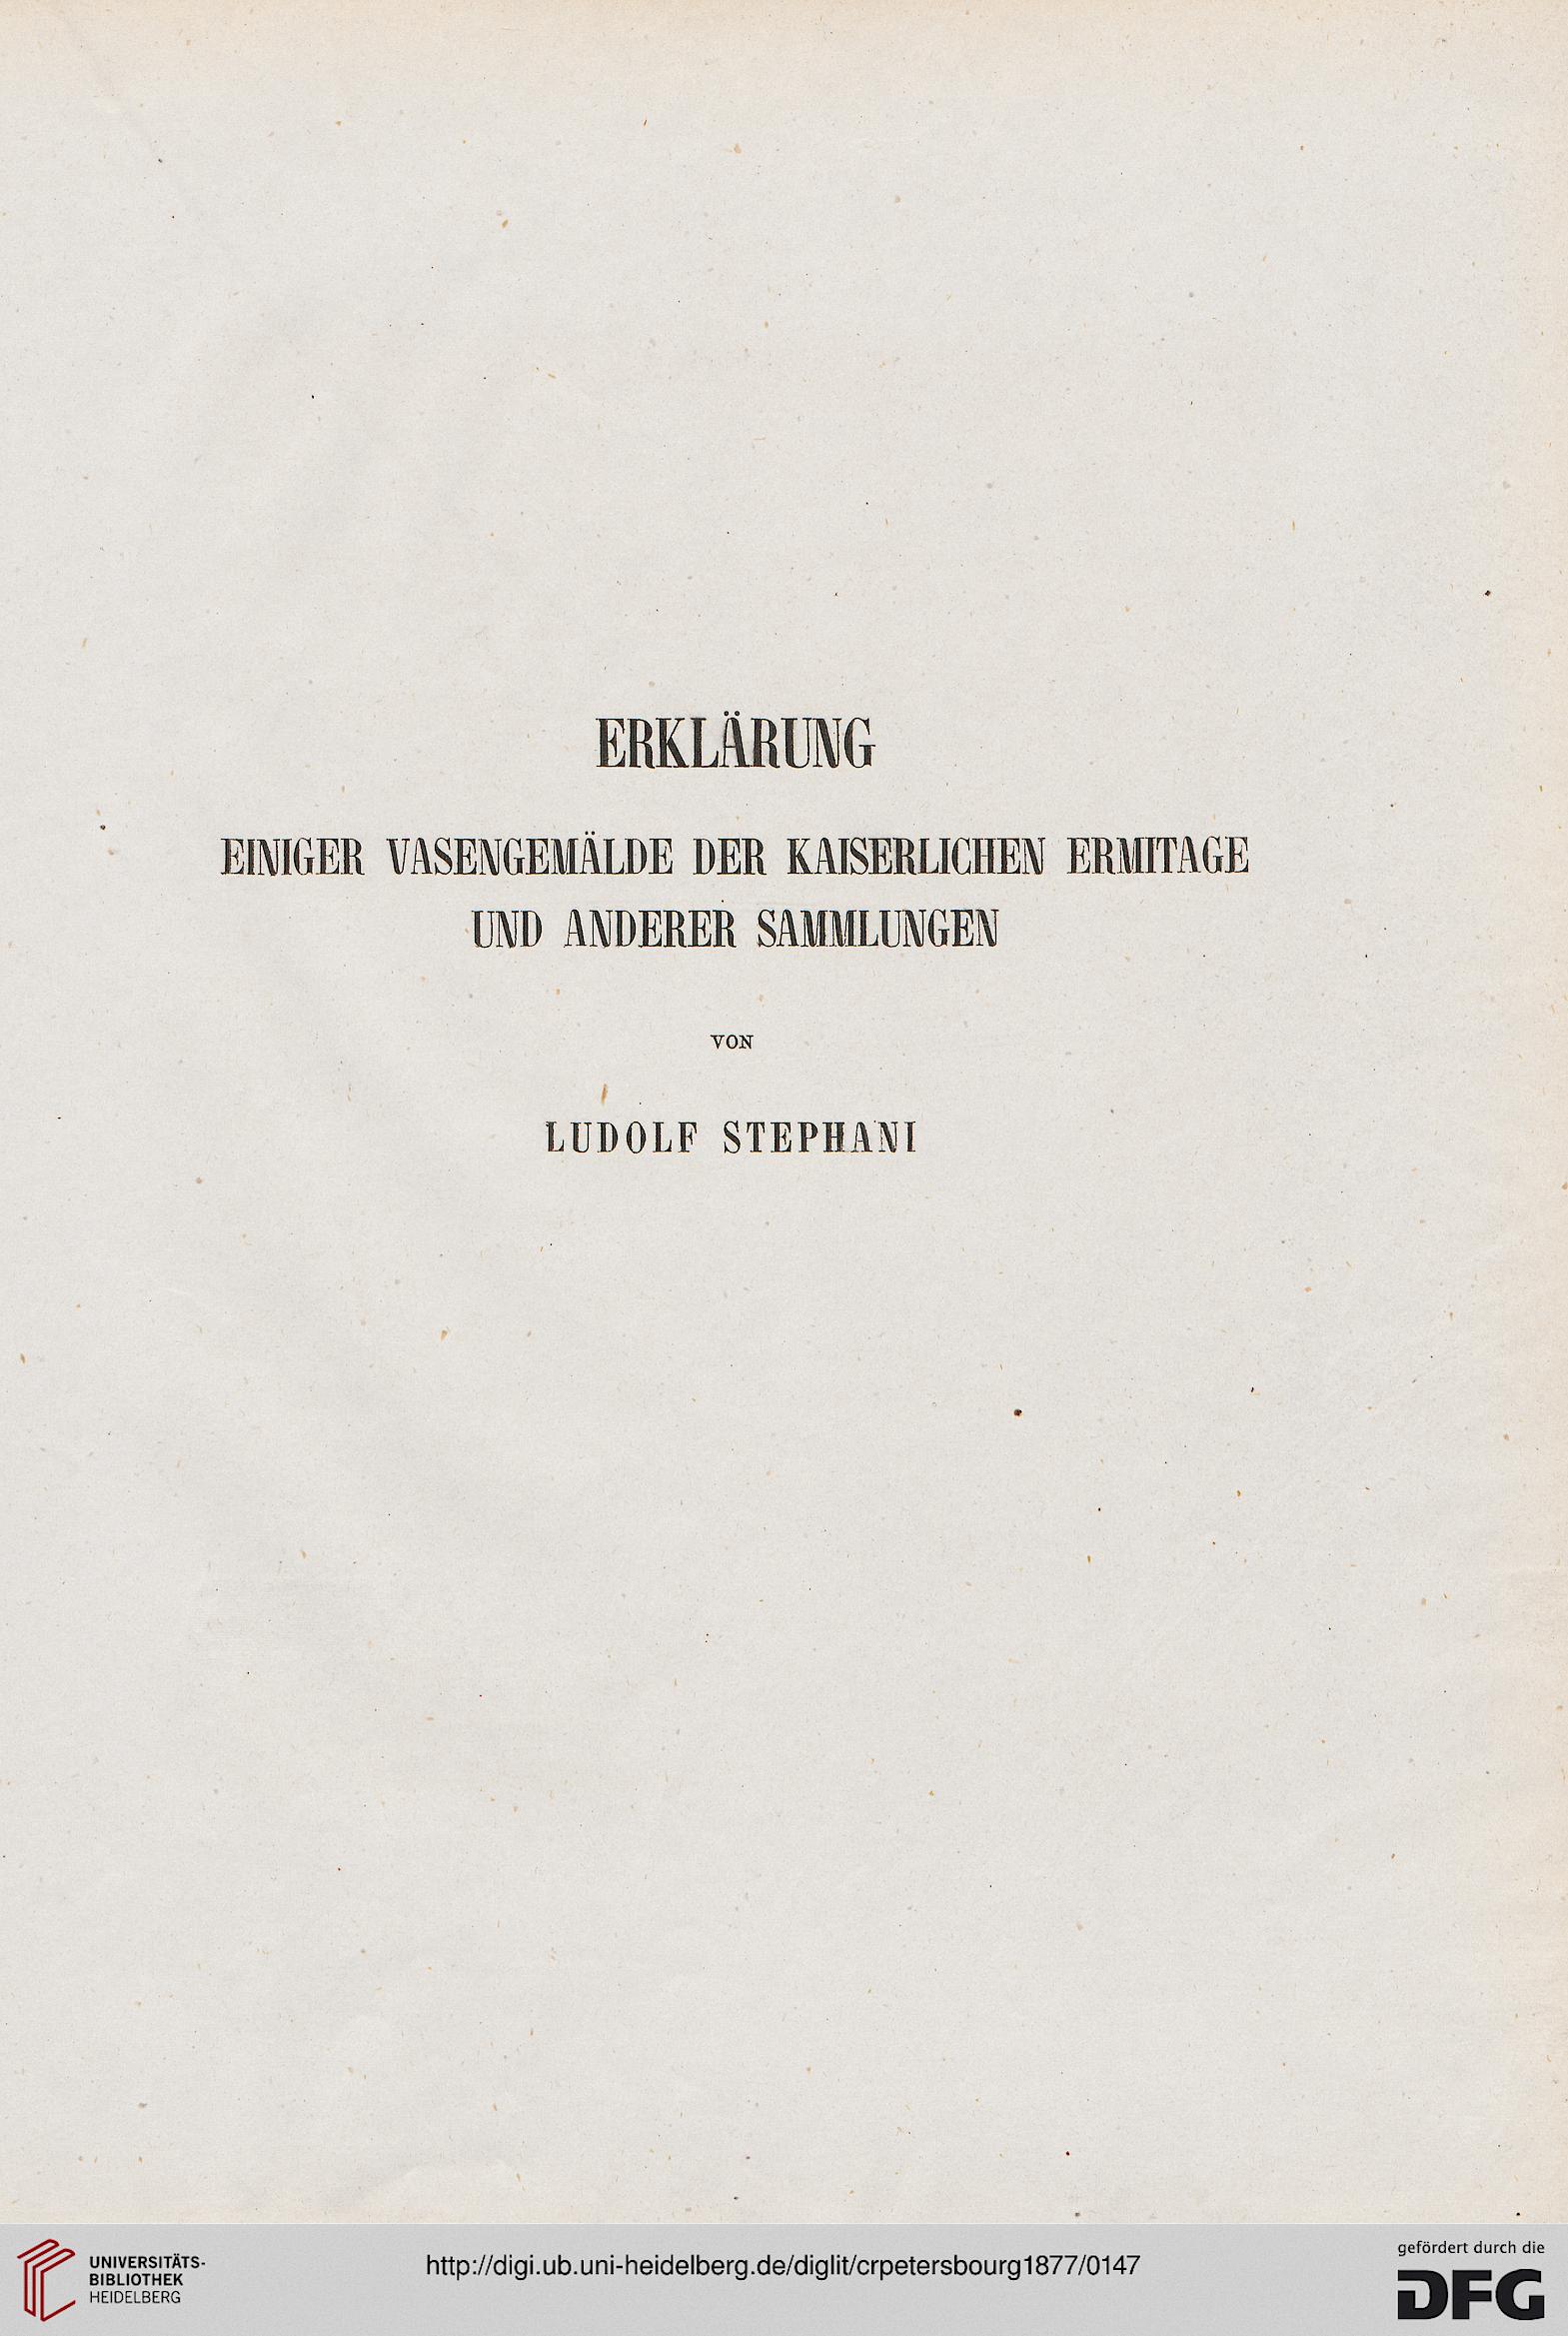 ERKLÄRUNG
EINIGER VASENGEMÄLDE DER KAISERLICHEN ERMITAGE
UND ANDERER SAMMLUNGEN
VON
LUDOLF STEPHANI
UNIVERSITÄTS-
BIBLIOTHEK
HEIDELBERG
http://digi.ub.uni-heidelberg.de/diglit/crpetersbourg1877/0147
gefördert durch die
DFG